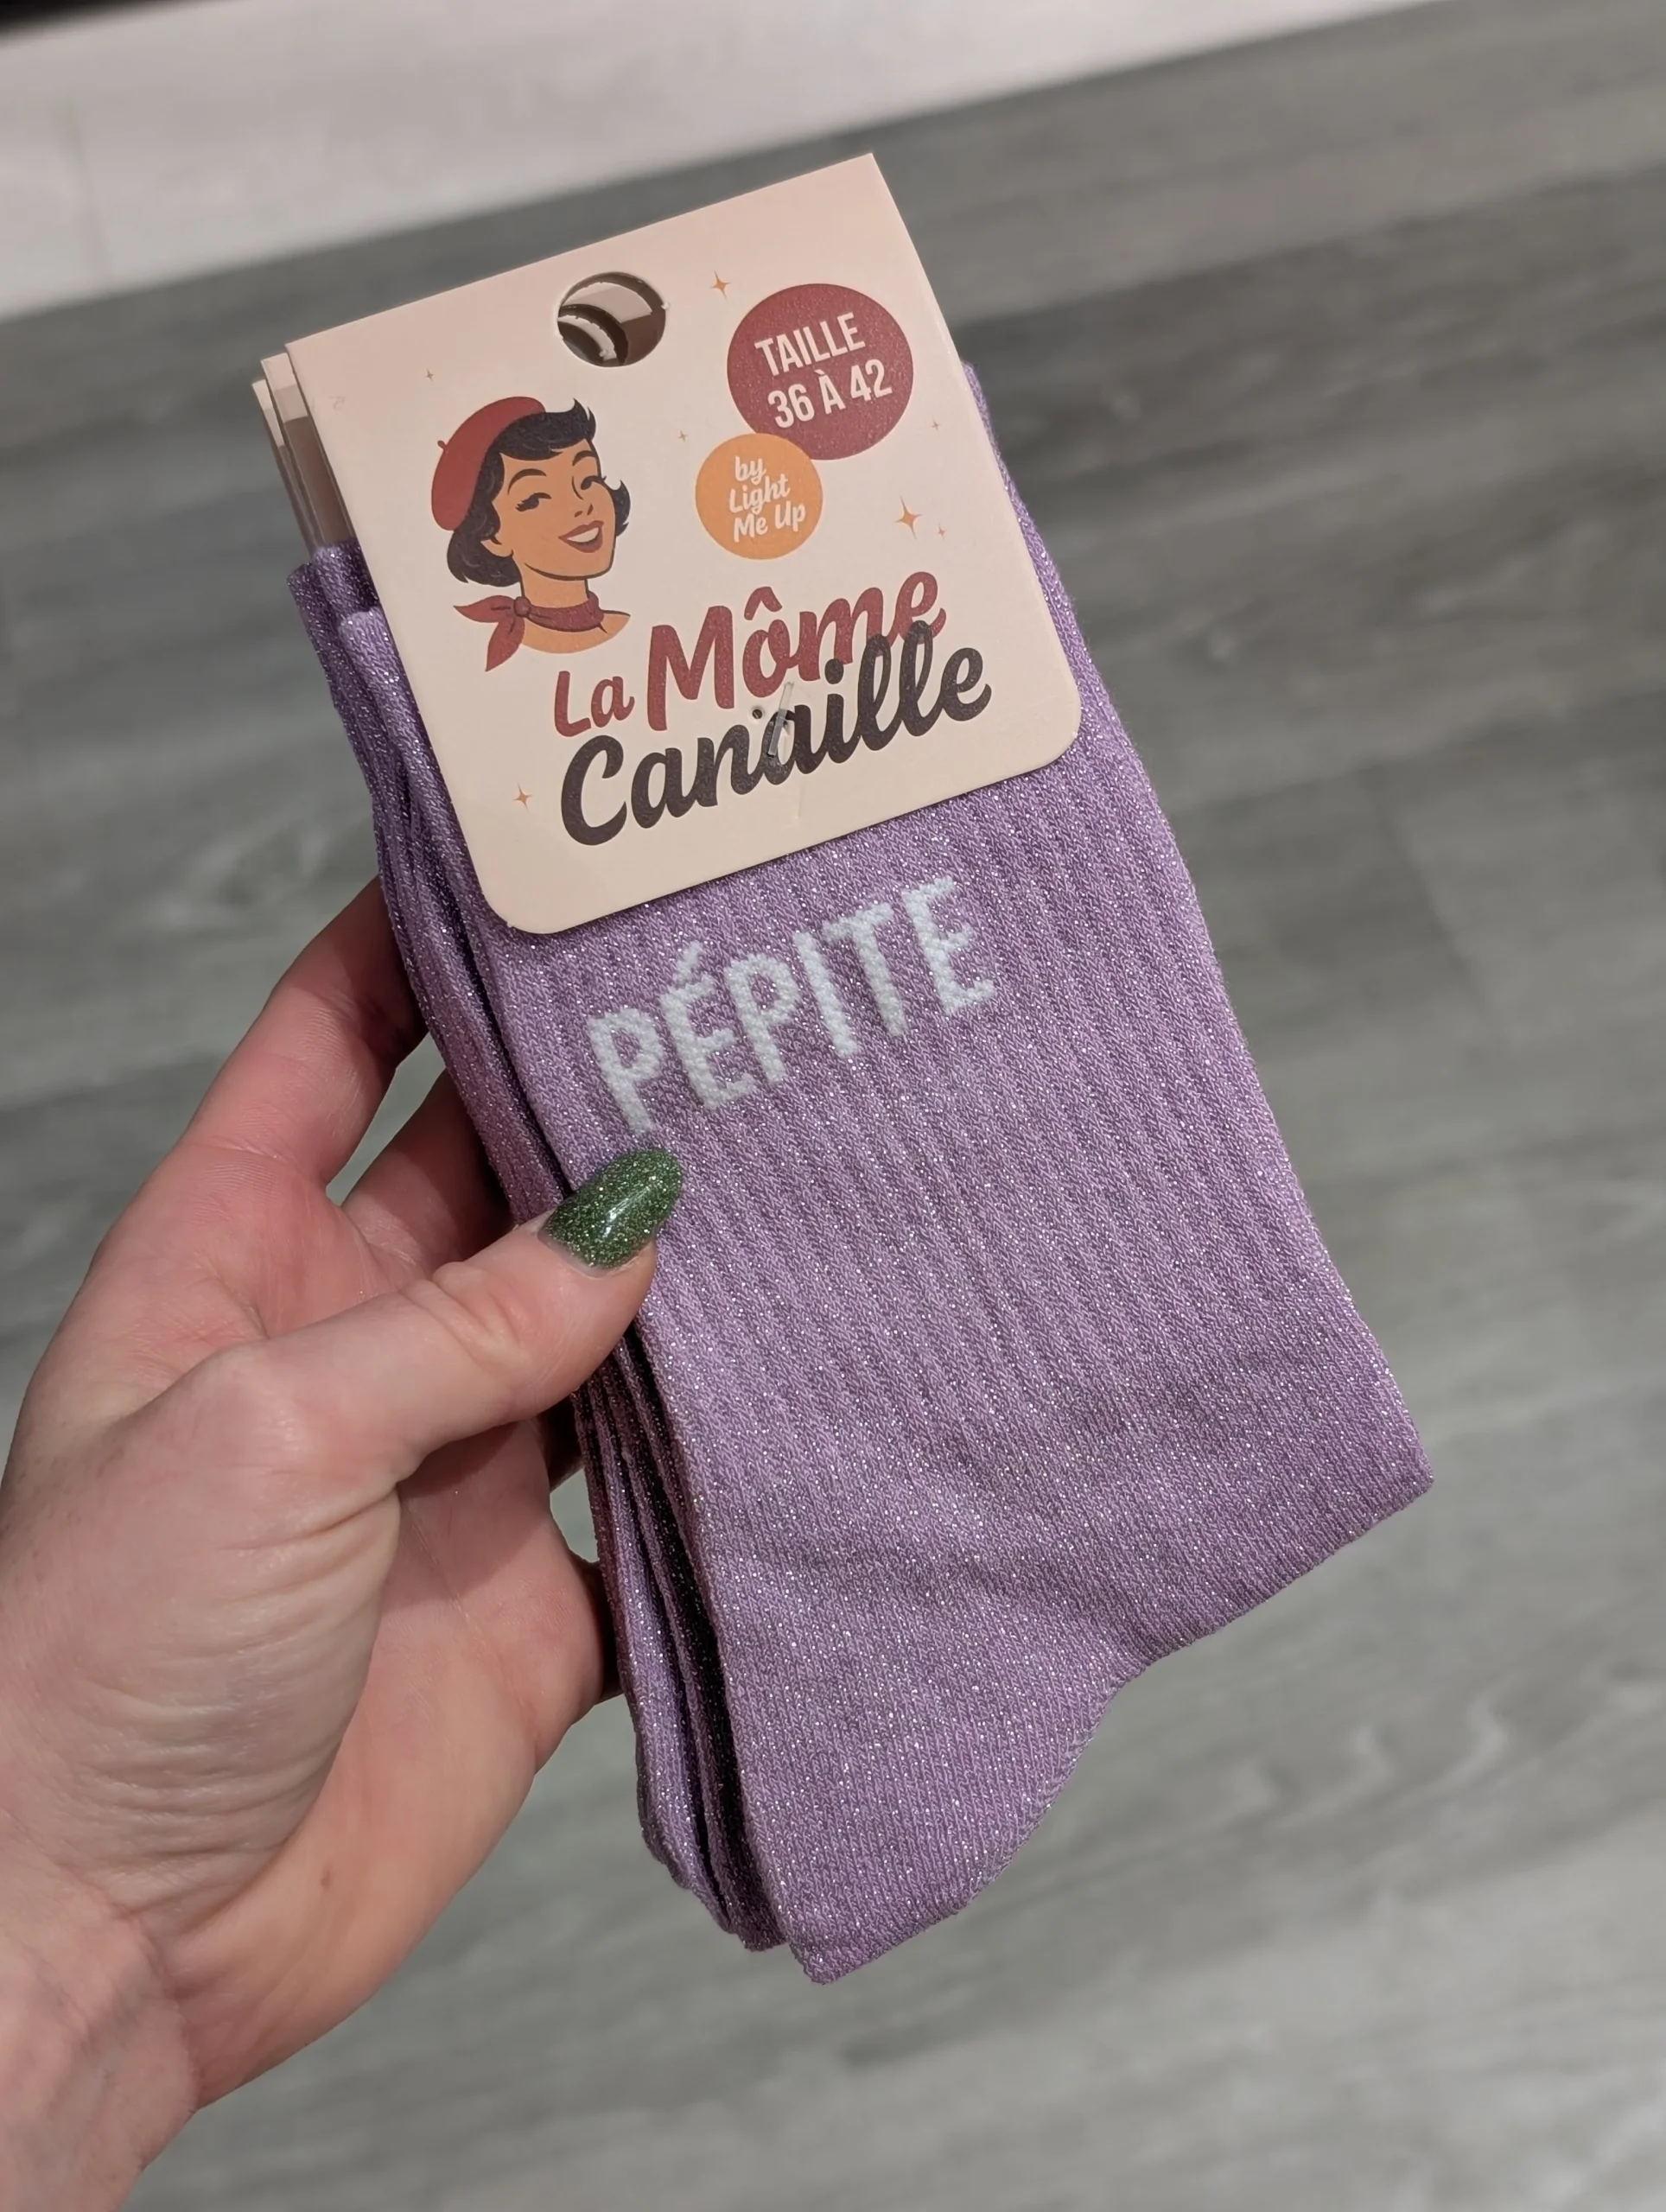 TAILLE
36 À 42
by
Light
Me Up
La Môme
Canaille
PÉPITE